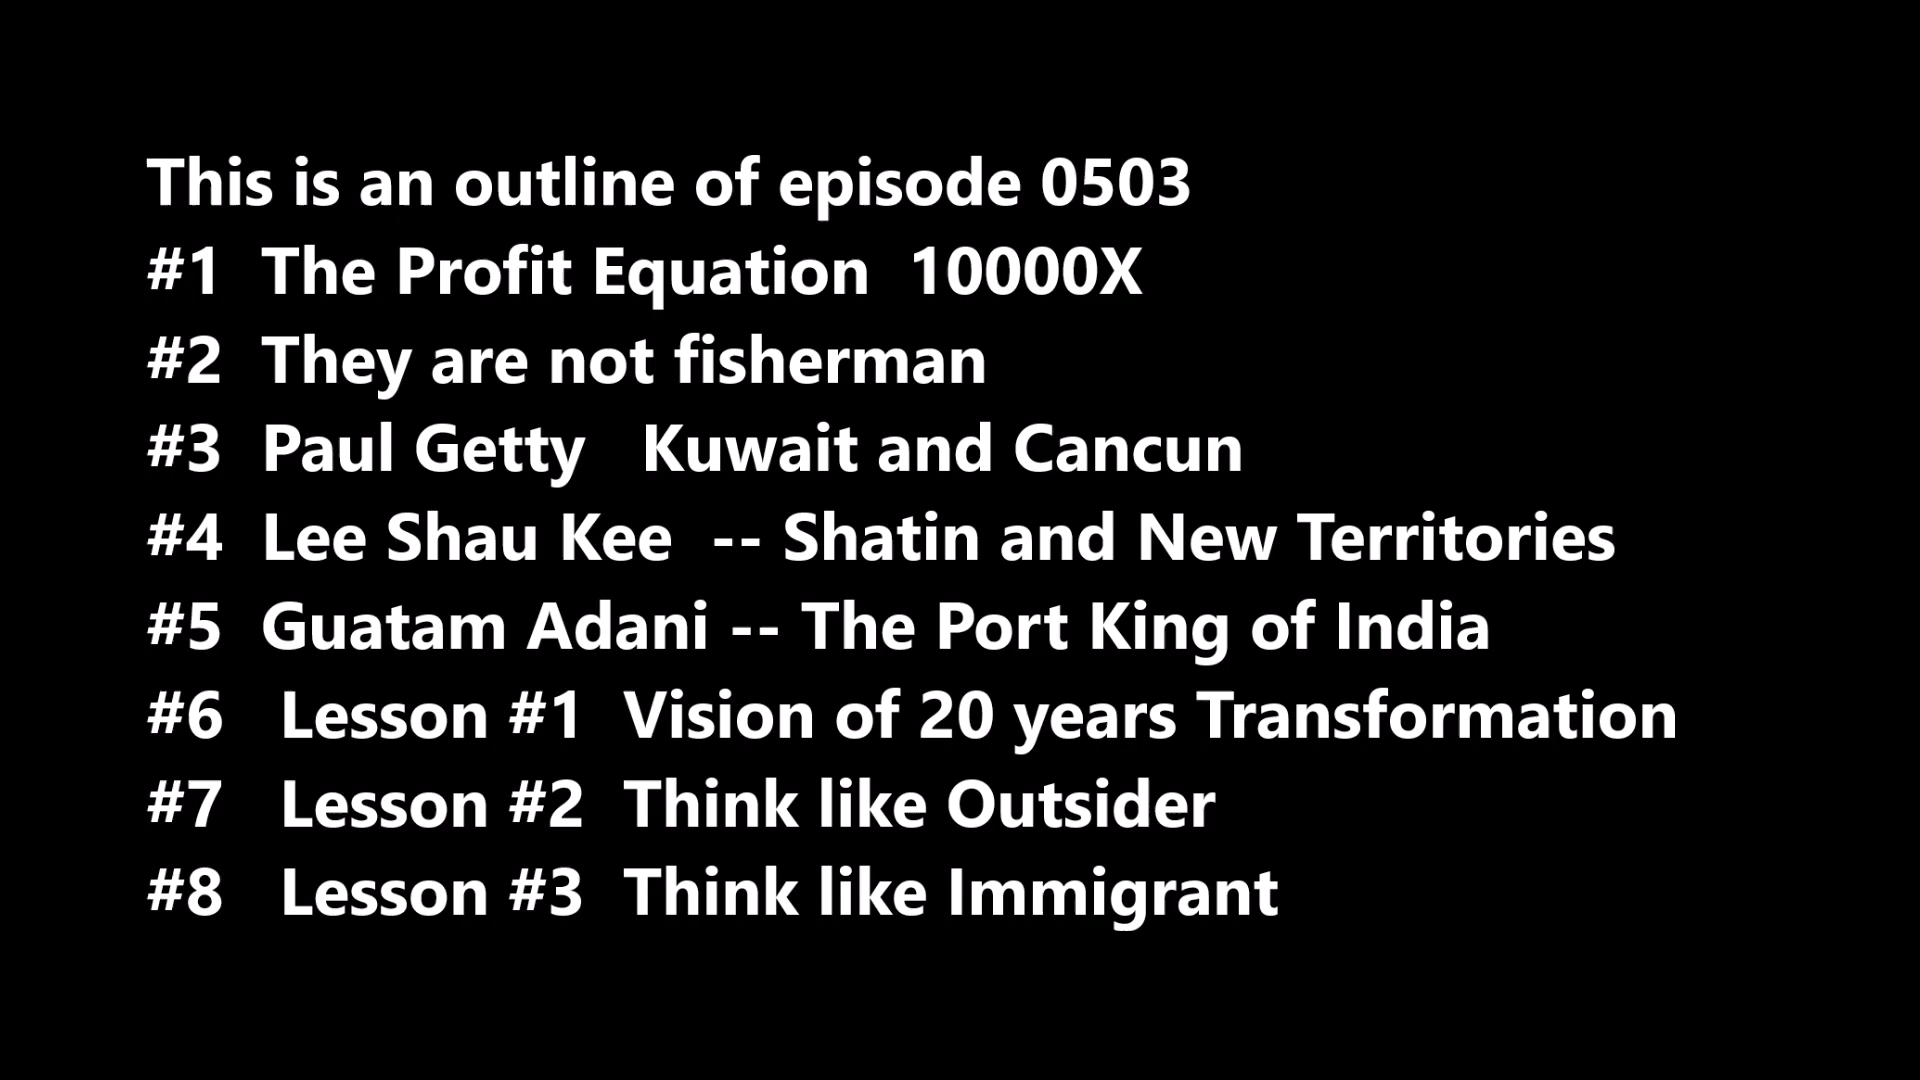 This is an outline of episode 0503
#1  The Profit Equation  10000X
#2  They are not fisherman
#3  Paul Getty   Kuwait and Cancun
#4  Lee Shau Kee  -- Shatin and New Territories
#5  Guatam Adani -- The Port King of India
#6   Lesson #1  Vision of 20 years Transformation
#7   Lesson #2  Think like Outsider
#8   Lesson #3  Think like Immigrant